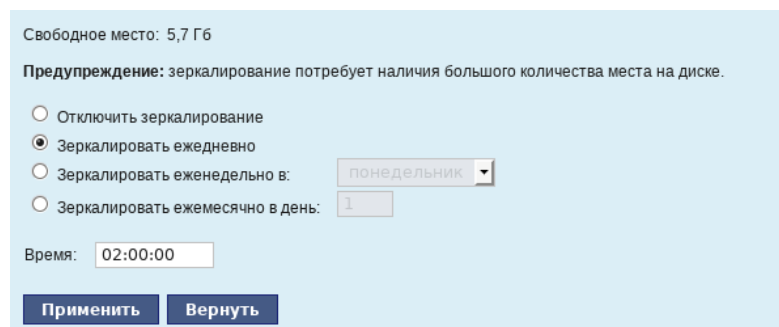 Свободное место: 5,7 Гб
Предупреждение: зеркалирование потребует наличия большого количества места на диске.
Отключить зеркалирование
Зеркалировать ежедневно
Зеркалировать еженедельно в: понедельник
Зеркалировать ежемесячно в день: 1
Время: 02:00:00
Применить Вернуть